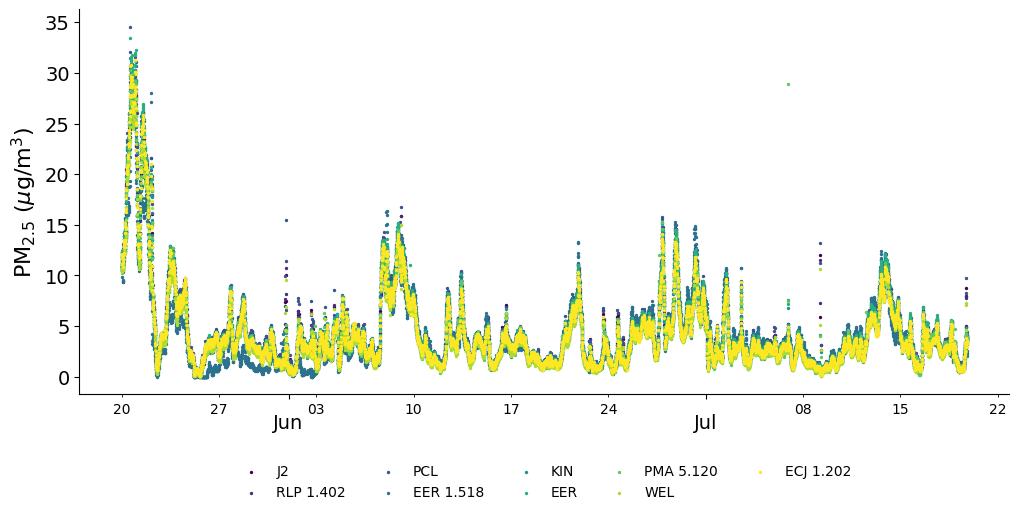 35
30
25
20
15
10
5
0
PM2.5 (μg/m³)
20 27 03 10 17 24 08 15 22
Jun Jul
J2 PCL KIN PMA 5.120 ECJ 1.202
RLP 1.402 EER 1.518 EER WEL